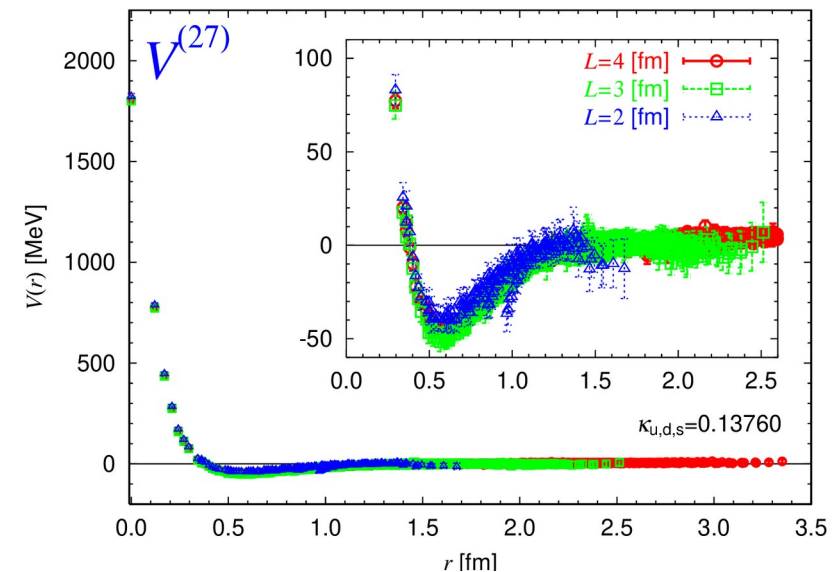 V(27)
2000
1500
1000
500
0
V(r) [MeV]
0.0 0.5 1.0 1.5 2.0 2.5 3.0 3.5
r [fm]
100
50
0
-50
0.0 0.5 1.0 1.5 2.0 2.5
L=4 [fm]
L=3 [fm]
L=2 [fm]
κu,d,s=0.13760